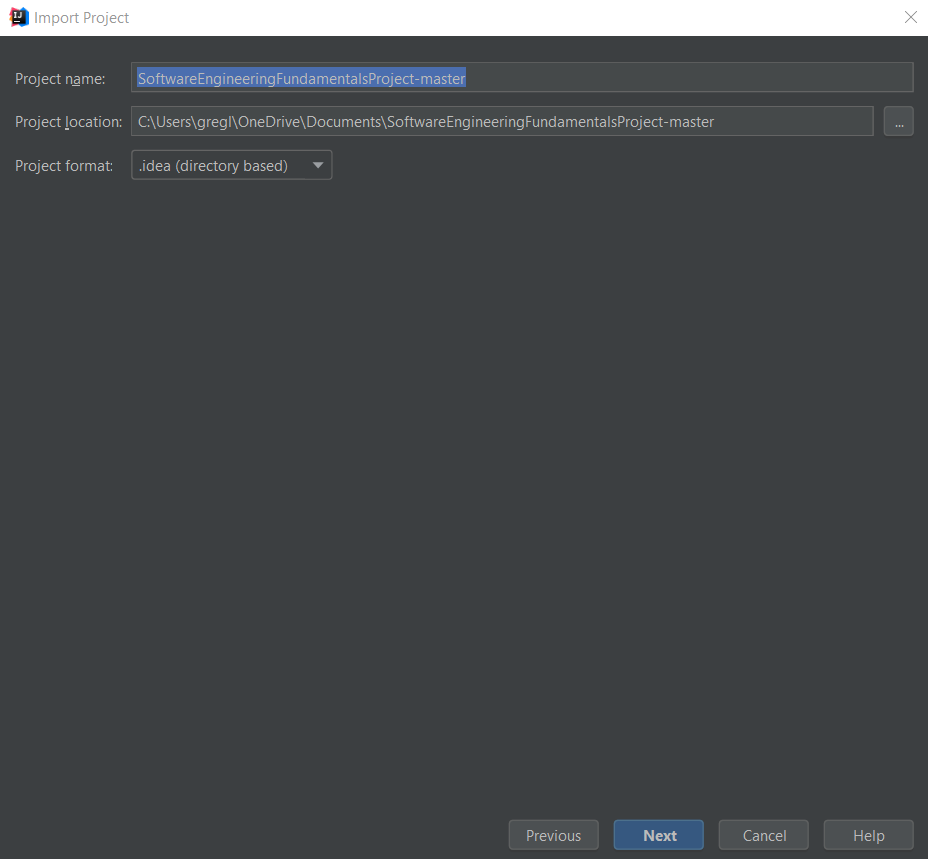 IJ Import Project
Project name: SoftwareEngineeringFundamentalsProject-master
Project location: C:\Users\gregl\OneDrive\Documents\SoftwareEngineeringFundamentalsProject-master ...
Project format: .idea (directory based)
Previous Next Cancel Help